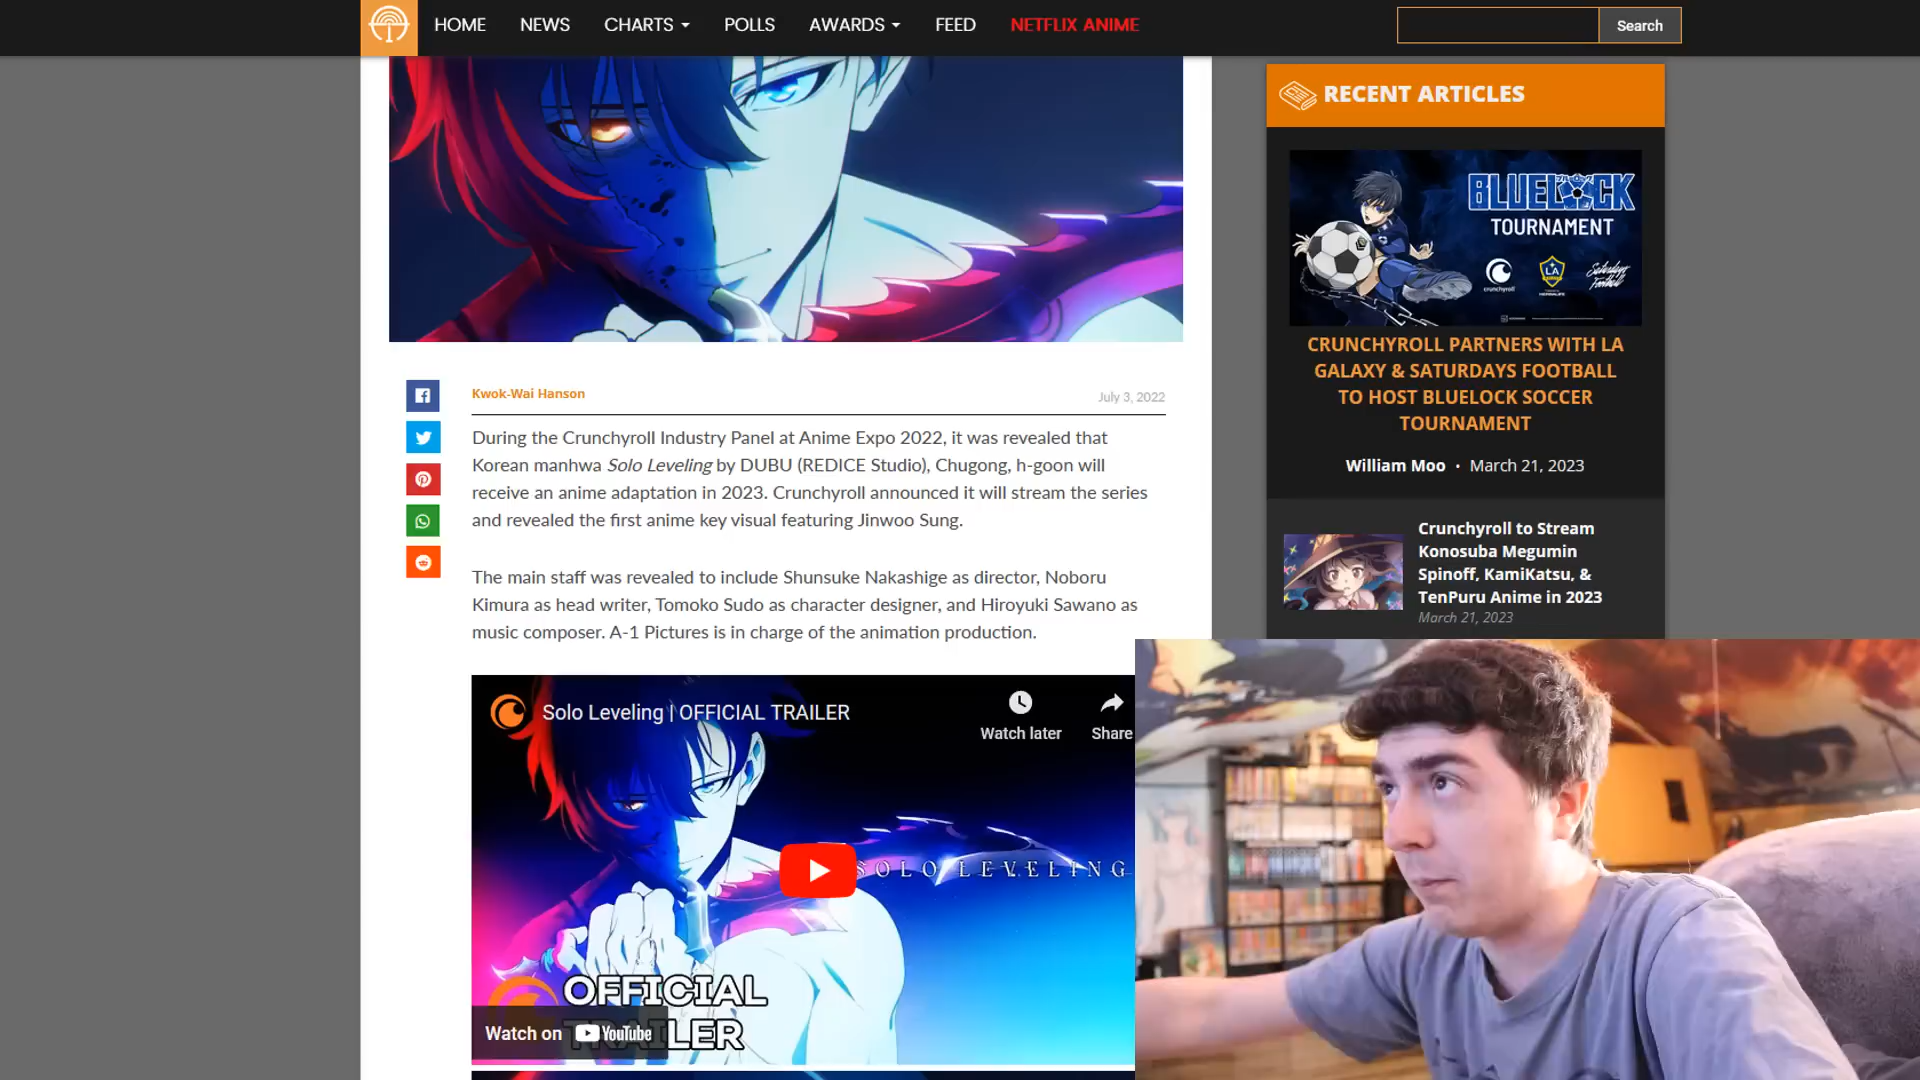 HOME NEWS CHARTS POLLS AWARDS FEED NETFLIX ANIME Search
Kwok-Wai Hanson
July 3, 2022
During the Crunchyroll Industry Panel at Anime Expo 2022, it was revealed that
Korean manhwa Solo Leveling by DUBU (REDICE Studio), Chugong, h-goon will
receive an anime adaptation in 2023. Crunchyroll announced it will stream the series
and revealed the first anime key visual featuring Jinwoo Sung.
The main staff was revealed to include Shunsuke Nakashige as director, Noboru
Kimura as head writer, Tomoko Sudo as character designer, and Hiroyuki Sawano as
music composer. A-1 Pictures is in charge of the animation production.
Solo Leveling | OFFICIAL TRAILER
Watch later
Share
SOLO LEVELING
OFFICIAL
TRAILER
Watch on YouTube
RECENT ARTICLES
BLUELOCK
TOURNAMENT
crunchyroll
LA
GALAXY
Saturdays
Football
CRUNCHYROLL PARTNERS WITH LA
GALAXY & SATURDAYS FOOTBALL
TO HOST BLUELOCK SOCCER
TOURNAMENT
William Moo • March 21, 2023
Crunchyroll to Stream
Konosuba Megumin
Spinoff, KamiKatsu, &
TenPuru Anime in 2023
March 21, 2023